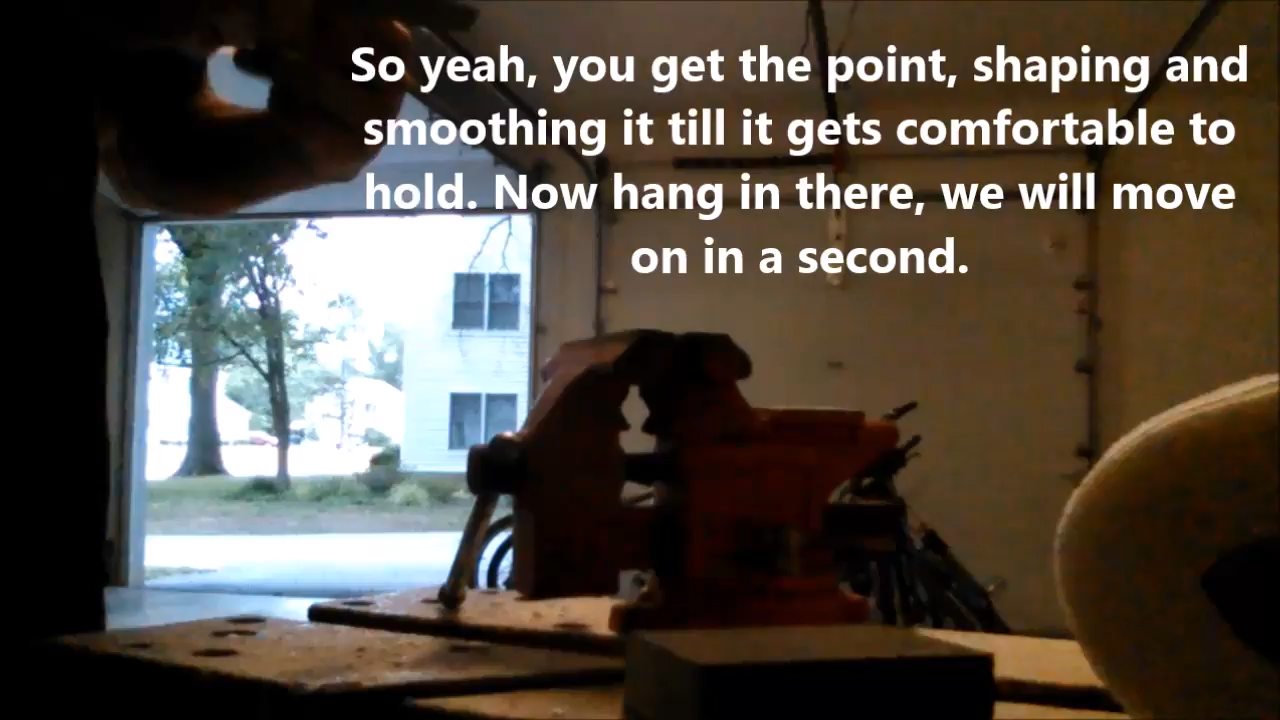 So yeah, you get the point, shaping and
smoothing it till it gets comfortable to
hold. Now hang in there, we will move
on in a second.